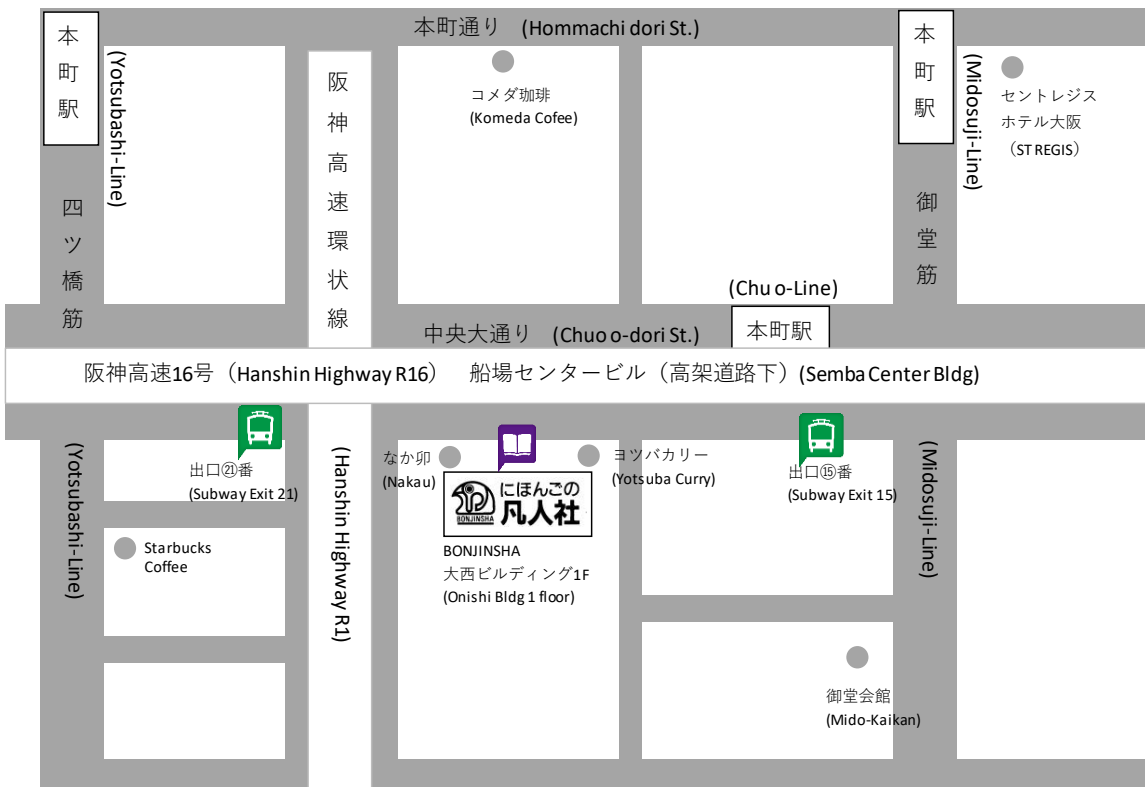 本町通り (Hommachi dori St.)
本町駅
(Yotsubashi-Line)
四ツ橋筋
阪神高速環状線
コメダ珈琲
(Komeda Cofee)
本町駅
(Midosuji-Line)
御堂筋
セントレジス
ホテル大阪
（ST REGIS）
(Chuo-Line)
本町駅
中央大通り (Chuo o-dori St.)
阪神高速16号（Hanshin Highway R16） 船場センタービル（高架道路下）(Semba Center Bldg)
(Yotsubashi-Line)
出口㉑番
(Subway Exit 21)
Starbucks
Coffee
(Hanshin Highway R1)
なか卯
(Nakau)
にほんごの
凡人社
BONJINSHA
BONJINSHA
大西ビルディング1F
(Onishi Bldg 1 floor)
ヨツバカリー
(Yotsuba Curry)
出口⑮番
(Subway Exit 15)
(Midosuji-Line)
御堂会館
(Mido-Kaikan)